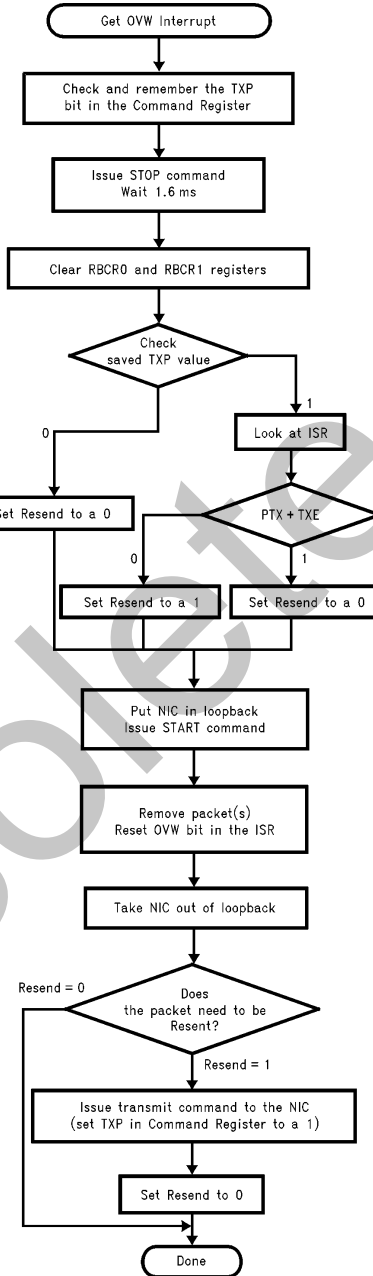 Get OVW Interrupt
Check and remember the TXP
bit in the Command Register
Issue STOP command
Wait 1.6 ms
Clear RBCR0 and RBCR1 registers
Check
saved TXP value
0
1
Look at ISR
Set Resend to a 0
PTX + TXE
0
1
Set Resend to a 1
Set Resend to a 0
Put NIC in loopback
Issue START command
Remove packet(s)
Reset OVW bit in the ISR
Take NIC out of loopback
Resend = 0
Does
the packet need to be
Resent?
Resend = 1
Issue transmit command to the NIC
(set TXP in Command Register to a 1)
Set Resend to 0
Done